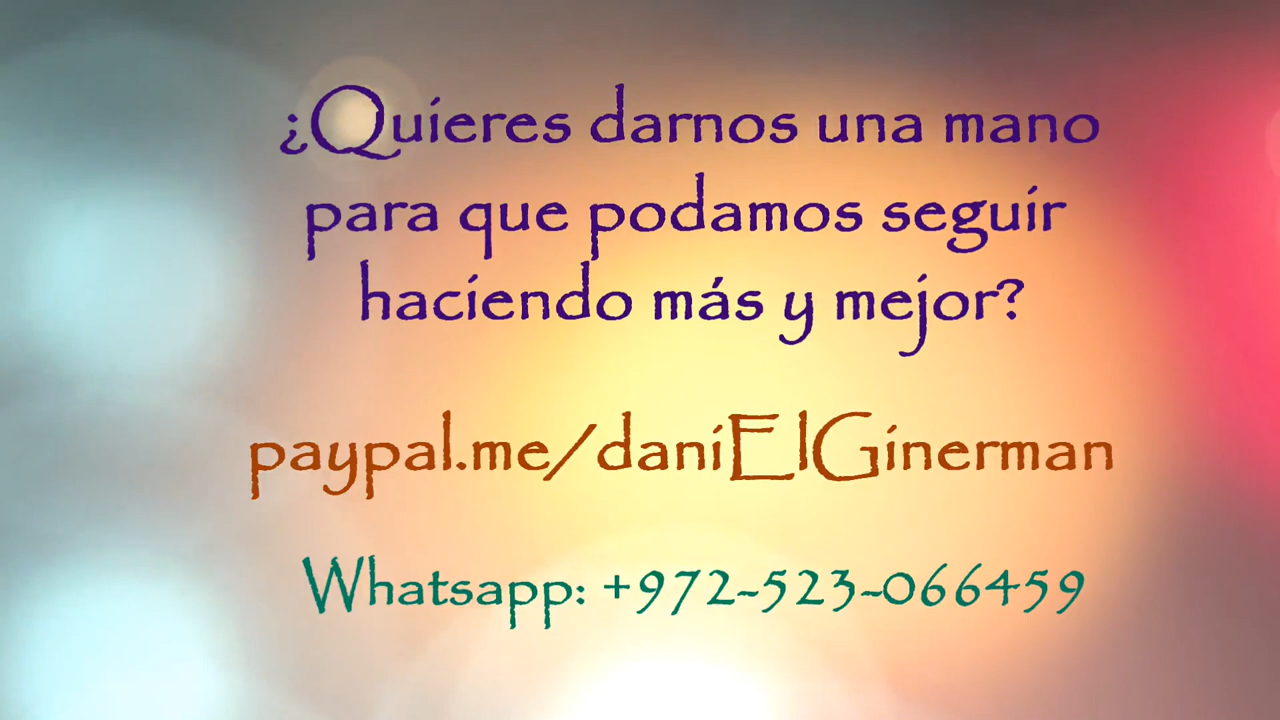 ¿Quieres darnos una mano
para que podamos seguir
haciendo más y mejor?
paypal.me/daniElGinerman
Whatsapp: +972-523-066459